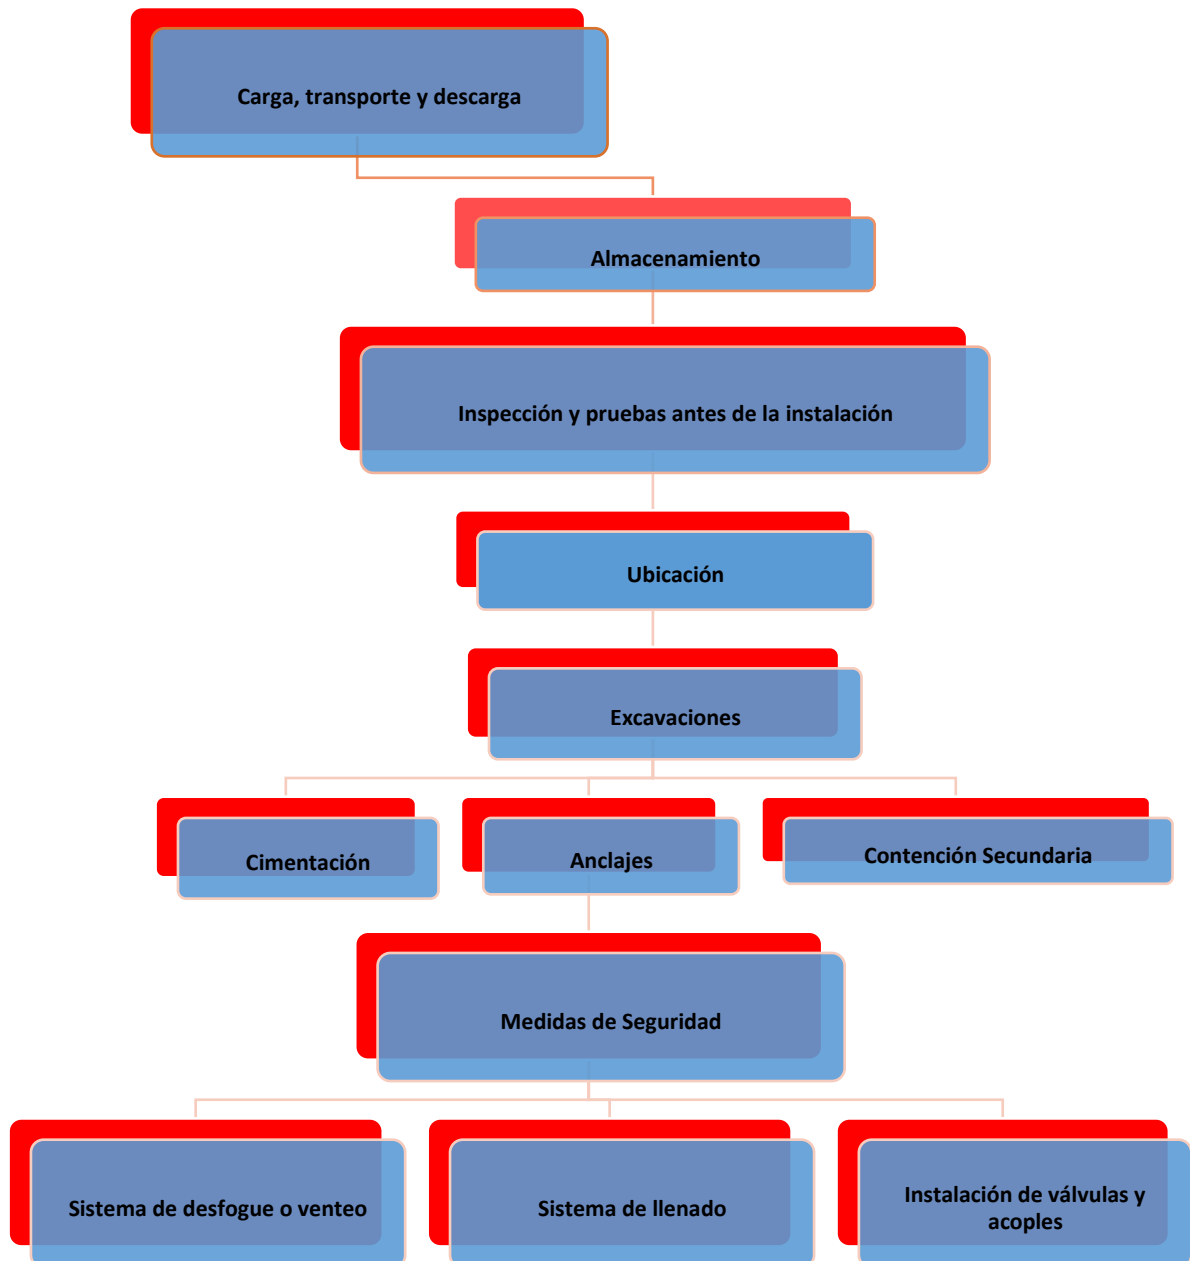 Carga, transporte y descarga
Almacenamiento
Inspección y pruebas antes de la instalación
Ubicación
Excavaciones
Cimentación
Anclajes
Contención Secundaria
Medidas de Seguridad
Sistema de desfogue o venteo
Sistema de llenado
Instalación de válvulas y
acoples